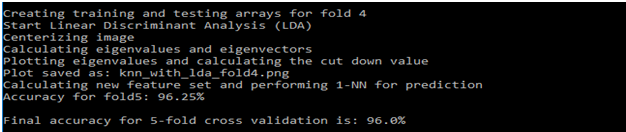 Creating training and testing arrays for fold 4
Start Linear Discriminant Analysis (LDA)
Centerizing image
Calculating eigenvalues and eigenvectors
Plotting eigenvalues and calculating the cut down value
Plot saved as: knn_with_lda_fold4.png
Calculating new feature set and performing 1-NN for prediction
Accuracy for fold5: 96.25%
Final accuracy for 5-fold cross validation is: 96.0%